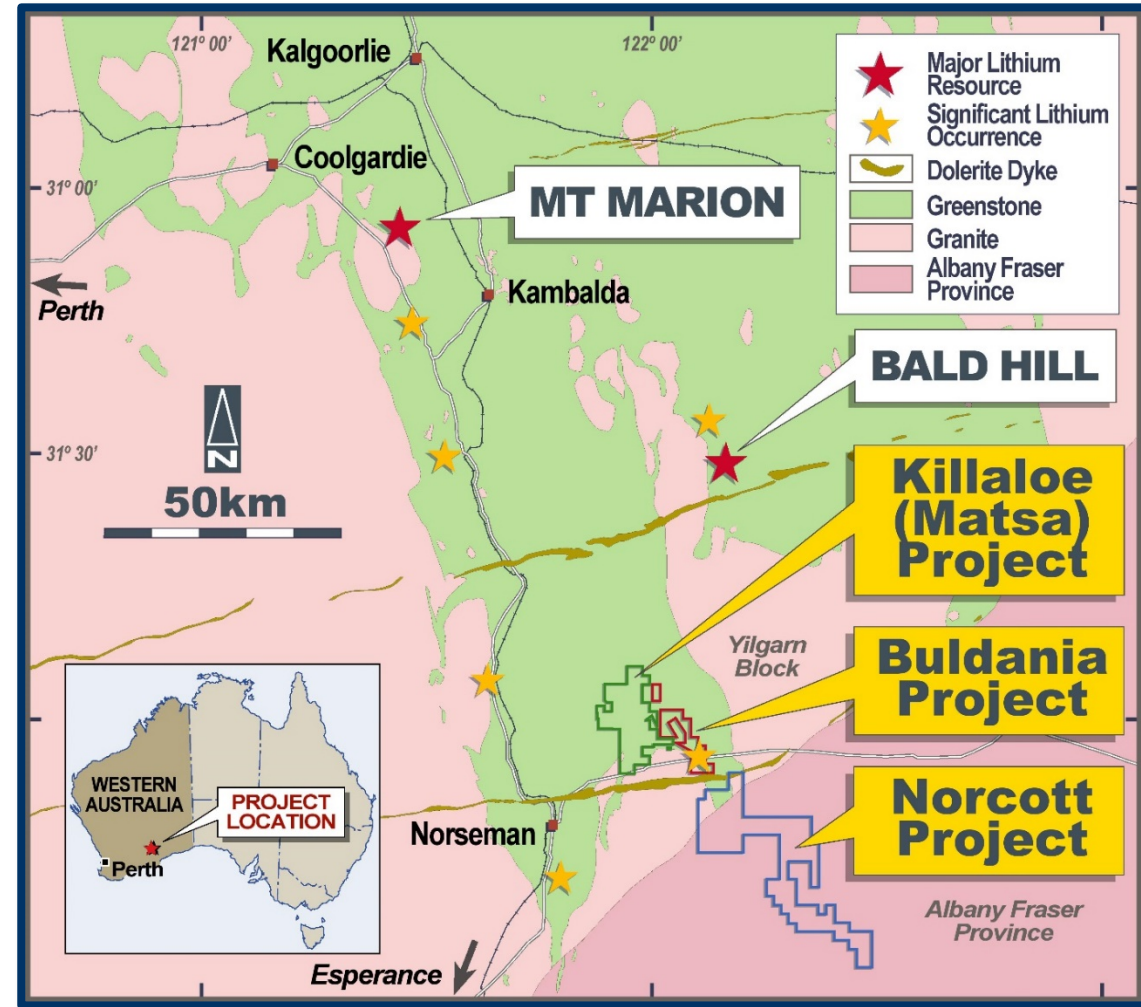 121° 00'
122° 00'
Kalgoorlie
Coolgardie
31° 00'
MT MARION
Perth
Kambalda
Major Lithium
Resource
Significant Lithium
Occurrence
Dolerite Dyke
Greenstone
Granite
Albany Fraser
Province
BALD HILL
N
31° 30'
50km
Killaloe
(Matsa)
Project
Yilgarn
Block
Buldania
Project
Norcott
Project
Norseman
Albany Fraser
Province
Esperance
WESTERN
AUSTRALIA
PROJECT
LOCATION
Perth